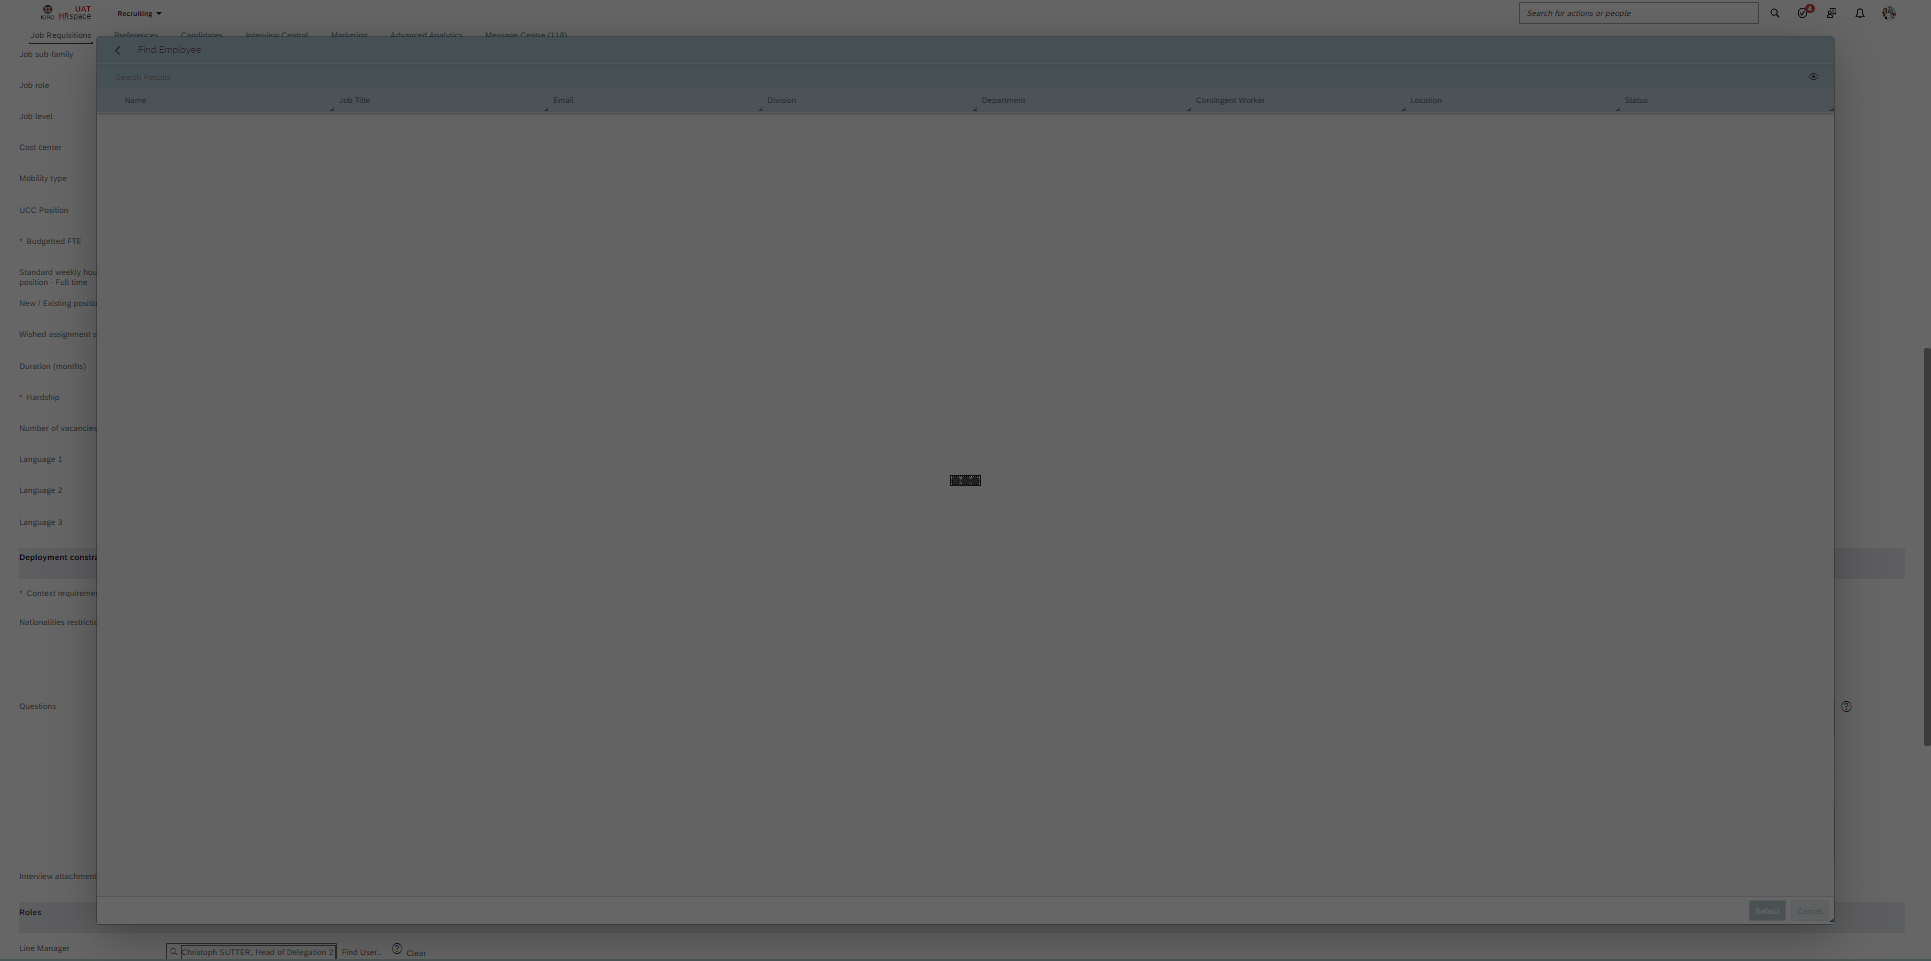 UAT
ICRC HRspace
Recruiting
Search for actions or people
4
Job Requisitions
Preferences
Candidates
Interview Central
Marketing
Advanced Analytics
Message Centre (118)
Find Employee
Search Results
Name
Job Title
Email
Division
Department
Contingent Worker
Location
Status
Job sub-family
Job role
Job level
Cost center
Mobility type
UCC Position
* Budgetted FTE
Standard weekly hou
position - Full time
New / Existing positio
Wished assignment s
Duration (months)
* Hardship
Number of vacancies
Language 1
Language 2
Language 3
Deployment constra
* Context requiremen
Nationalities restrictio
Questions
Interview attachment
Roles
Select
Cancel
Line Manager
Christoph SUTTER, Head of Delegation 2
Find User..
Clear